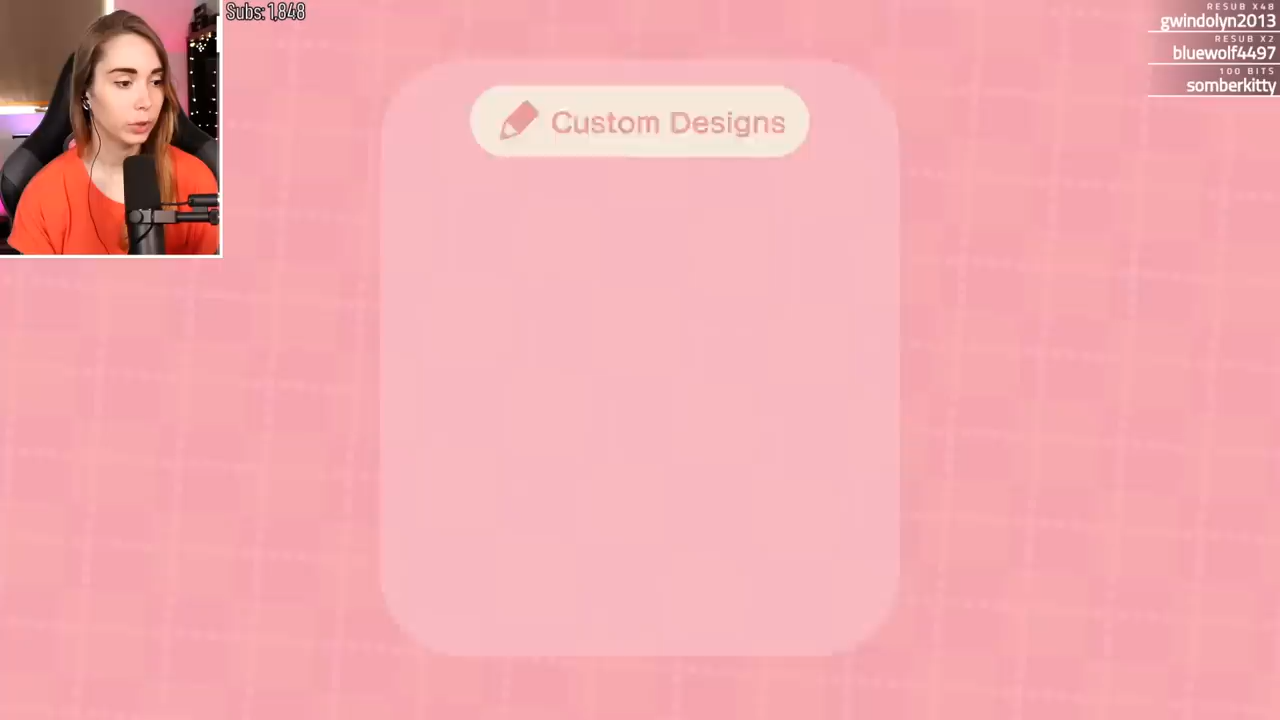 Subs: 1,848
RESUB X48
gwindolyn2013
RESUB X2
bluewolf4497
100 BITS
somberkitty
Custom Designs